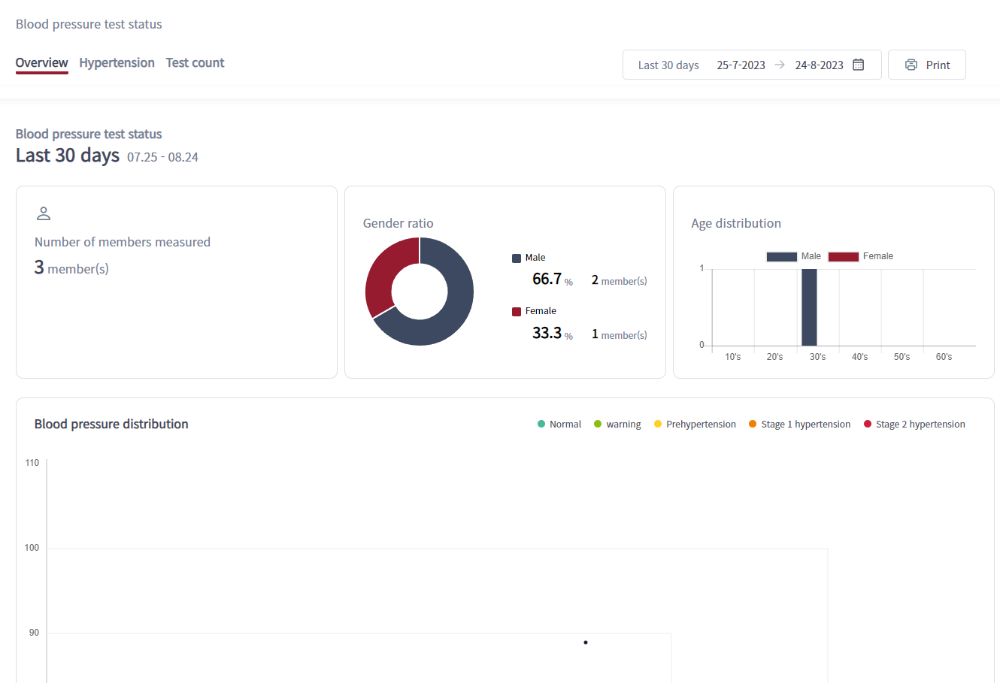 Blood pressure test status
Overview Hypertension Test count
Last 30 days 25-7-2023 → 24-8-2023 Print
Blood pressure test status
Last 30 days 07.25 - 08.24
Number of members measured
3 member(s)
Gender ratio
Male
66.7 % 2 member(s)
Female
33.3 % 1 member(s)
Age distribution
Male Female
1
0
10's 20's 30's 40's 50's 60's
Blood pressure distribution
Normal warning Prehypertension Stage 1 hypertension Stage 2 hypertension
110
100
90